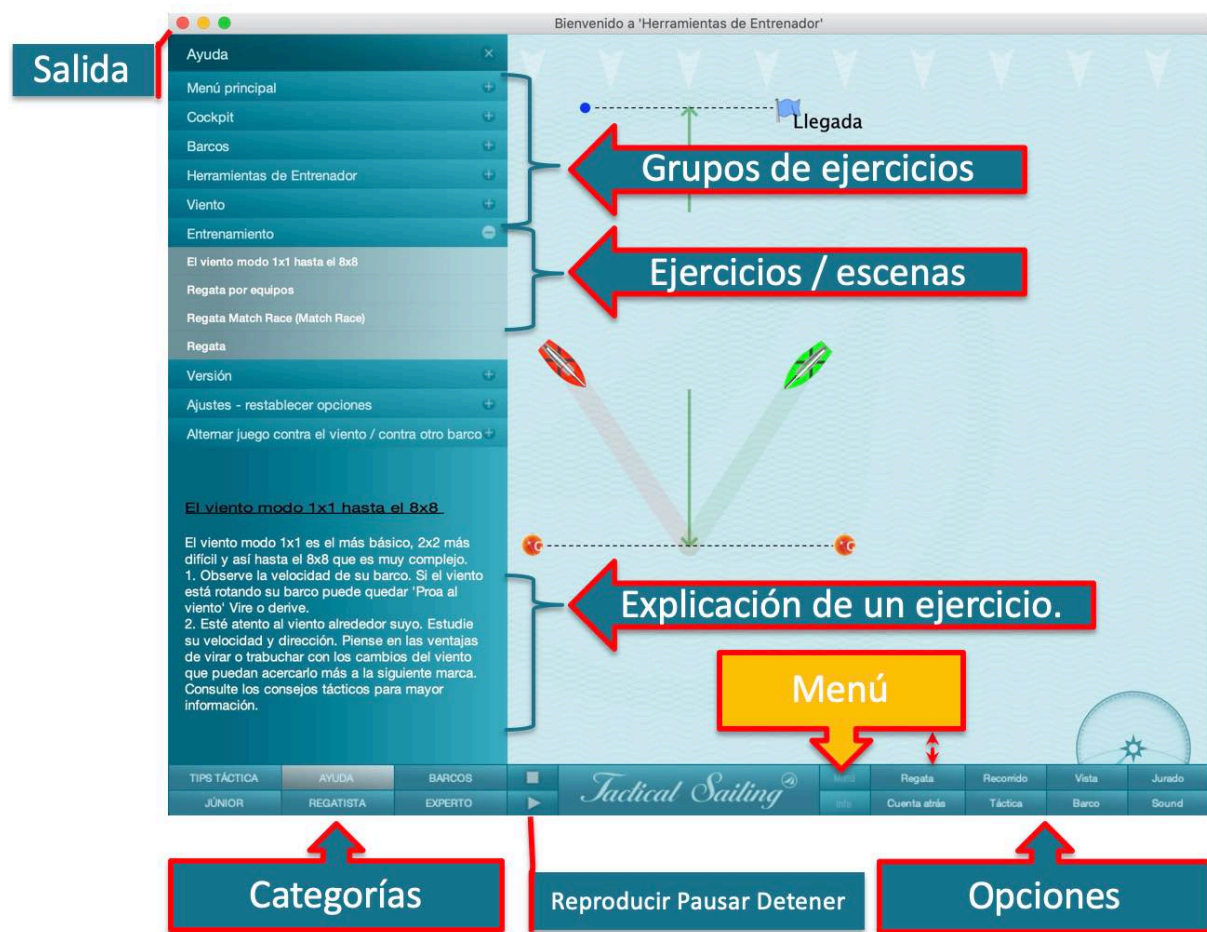 Bienvenido a 'Herramientas de Entrenador'
Salida
Ayuda
Menú principal
Cockpit
Barcos
Herramientas de Entrenador
Viento
Entrenamiento
El viento modo 1x1 hasta el 8x8
Regata por equipos
Regata Match Race (Match Race)
Regata
Versión
Ajustes - restablecer opciones
Alternar juego contra el viento / contra otro barco
El viento modo 1x1 hasta el 8x8
El viento modo 1x1 es el más básico, 2x2 más
difícil y así hasta el 8x8 que es muy complejo.
1. Observe la velocidad de su barco. Si el viento
está rotando su barco puede quedar 'Proa al
viento' Vire o derive.
2. Esté atento al viento alrededor suyo. Estudie
su velocidad y dirección. Piense en las ventajas
de virar o trabuchar con los cambios del viento
que puedan acercarlo más a la siguiente marca.
Consulte los consejos tácticos para mayor
información.
Llegada
Grupos de ejercicios
Ejercicios / escenas
Explicación de un ejercicio.
Menú
TIPS TÁCTICA AYUDA BARCOS
JÚNIOR REGATISTA EXPERTO
Tactical Sailing
Menú Regata Recorrido Vista Jurado
Info Cuenta atrás Táctica Barco Sound
Categorías
Reproducir Pausar Detener
Opciones